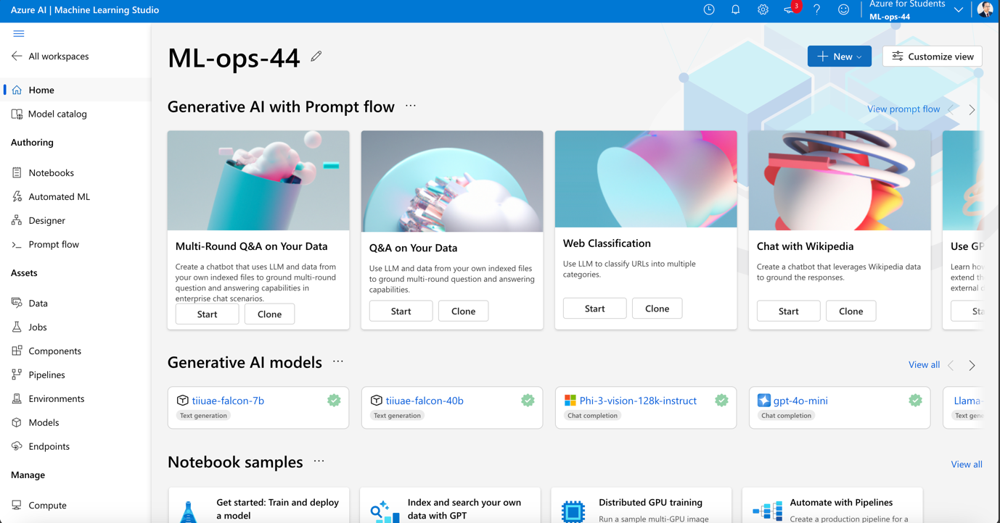 Azure AI | Machine Learning Studio
3
Azure for Students
ML-ops-44
All workspaces
Home
Model catalog
Authoring
Notebooks
Automated ML
Designer
Prompt flow
Assets
Data
Jobs
Components
Pipelines
Environments
Models
Endpoints
Manage
Compute
ML-ops-44
New
Customize view
Generative AI with Prompt flow ...
View prompt flow
Multi-Round Q&A on Your Data
Create a chatbot that uses LLM and data from
your own indexed files to ground multi-round
question and answering capabilities in
enterprise chat scenarios.
Start Clone
Q&A on Your Data
Use LLM and data from your own indexed files
to ground multi-round question and answering
capabilities.
Start Clone
Web Classification
Use LLM to classify URLs into multiple
categories.
Start Clone
Chat with Wikipedia
Create a chatbot that leverages Wikipedia data
to ground the responses.
Start Clone
Use GP
Learn how
extend th
external
Sta
Generative AI models ...
View all
tiiuae-falcon-7b
Text generation
tiiuae-falcon-40b
Text generation
Phi-3-vision-128k-instruct
Chat completion
gpt-4o-mini
Chat completion
Llama-
Text gene
Notebook samples ...
View all
Get started: Train and deploy
a model
Index and search your own
data with GPT
Distributed GPU training
Run a sample multi-GPU image
Automate with Pipelines
Create a production pipeline for a